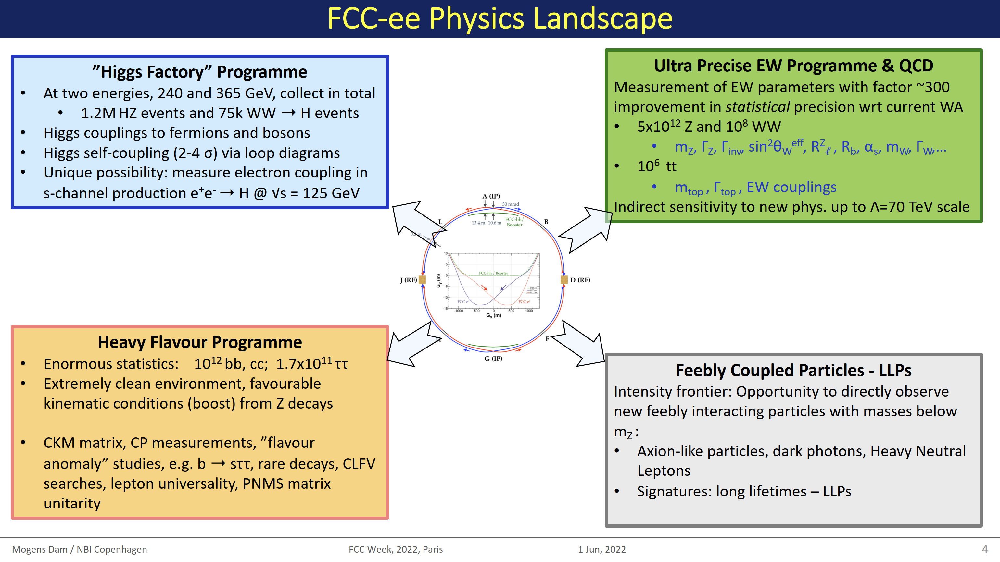 FCC-ee Physics Landscape
”Higgs Factory” Programme
• At two energies, 240 and 365 GeV, collect in total
• 1.2M HZ events and 75k WW → H events
• Higgs couplings to fermions and bosons
• Higgs self-coupling (2-4 σ) via loop diagrams
• Unique possibility: measure electron coupling in
s-channel production e⁺e⁻ → H @ √s = 125 GeV
Ultra Precise EW Programme & QCD
Measurement of EW parameters with factor ~300
improvement in statistical precision wrt current WA
• 5x10¹² Z and 10⁸ WW
• m_Z, Γ_Z, Γ_inv, sin²θ_W^eff, R^Z_ℓ, R_b, α_s, m_W, Γ_W,…
• 10⁶ tt
• m_top, Γ_top, EW couplings
Indirect sensitivity to new phys. up to Λ=70 TeV scale
A (IP)
30 mrad
13.4 m 10.6 m
FCC-hh/
Booster
L
B
J (RF)
D (RF)
F
G (IP)
10
5
0
-5
-10
-15
G_y (m)
FCC-hh / Booster
FCC-e⁻
FCC-e⁺
-1000 -500 0 500 1000
G_x (m)
Heavy Flavour Programme
• Enormous statistics: 10¹² bb, cc; 1.7x10¹¹ ττ
• Extremely clean environment, favourable
kinematic conditions (boost) from Z decays
• CKM matrix, CP measurements, ”flavour
anomaly” studies, e.g. b → sττ, rare decays, CLFV
searches, lepton universality, PNMS matrix
unitarity
Feebly Coupled Particles - LLPs
Intensity frontier: Opportunity to directly observe
new feebly interacting particles with masses below
m_Z :
• Axion-like particles, dark photons, Heavy Neutral
Leptons
• Signatures: long lifetimes – LLPs
Mogens Dam / NBI Copenhagen
FCC Week, 2022, Paris
1 Jun, 2022
4